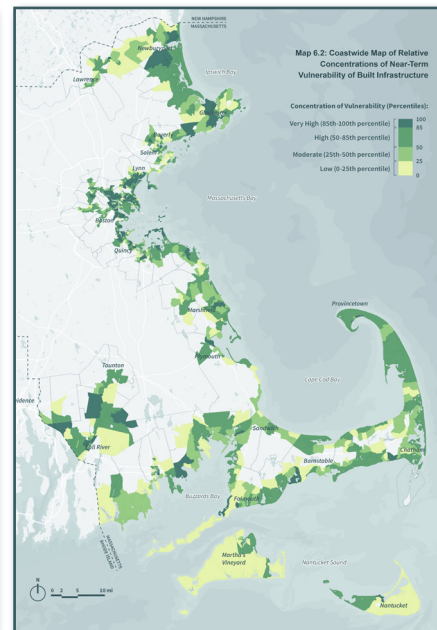 NEW HAMPSHIRE
MASSACHUSETTS
Map 6.2: Coastwide Map of Relative
Concentrations of Near-Term
Vulnerability of Built Infrastructure
Concentration of Vulnerability (Percentiles):
Very High (85th-100th percentile)
High (50-85th percentile)
Moderate (25th-50th percentile)
Low (0-25th percentile)
100
85
50
25
0
Newburyport
Ipswich Bay
Lawrence
Beverly
Salem
Lynn
Massachusetts Bay
Boston
Quincy
Marshfield
Provincetown
Plymouth
Cape Cod Bay
Taunton
idence
Sandwich
Fall River
Chatham
Barnstable
Buzzards Bay
Falmouth
MASSACHUSETTS
RHODE ISLAND
Martha's
Vineyard
Nantucket Sound
Nantucket
N
0 2 5 10 mi